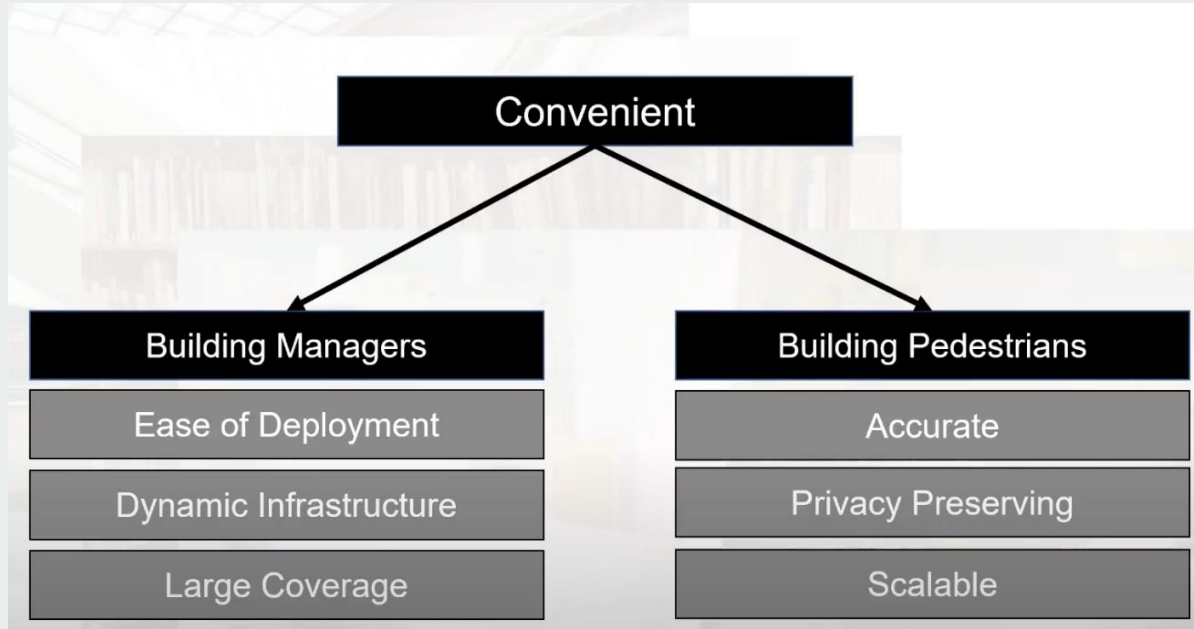 Convenient
Building Managers
Ease of Deployment
Dynamic Infrastructure
Large Coverage
Building Pedestrians
Accurate
Privacy Preserving
Scalable